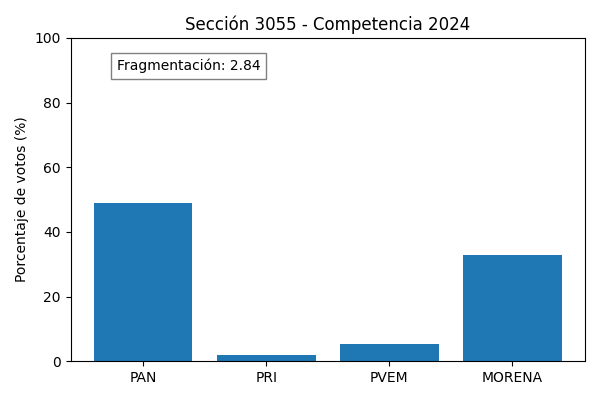 Sección 3055 - Competencia 2024
Fragmentación: 2.84
Porcentaje de votos (%)
100
80
60
40
20
0
PAN PRI PVEM MORENA